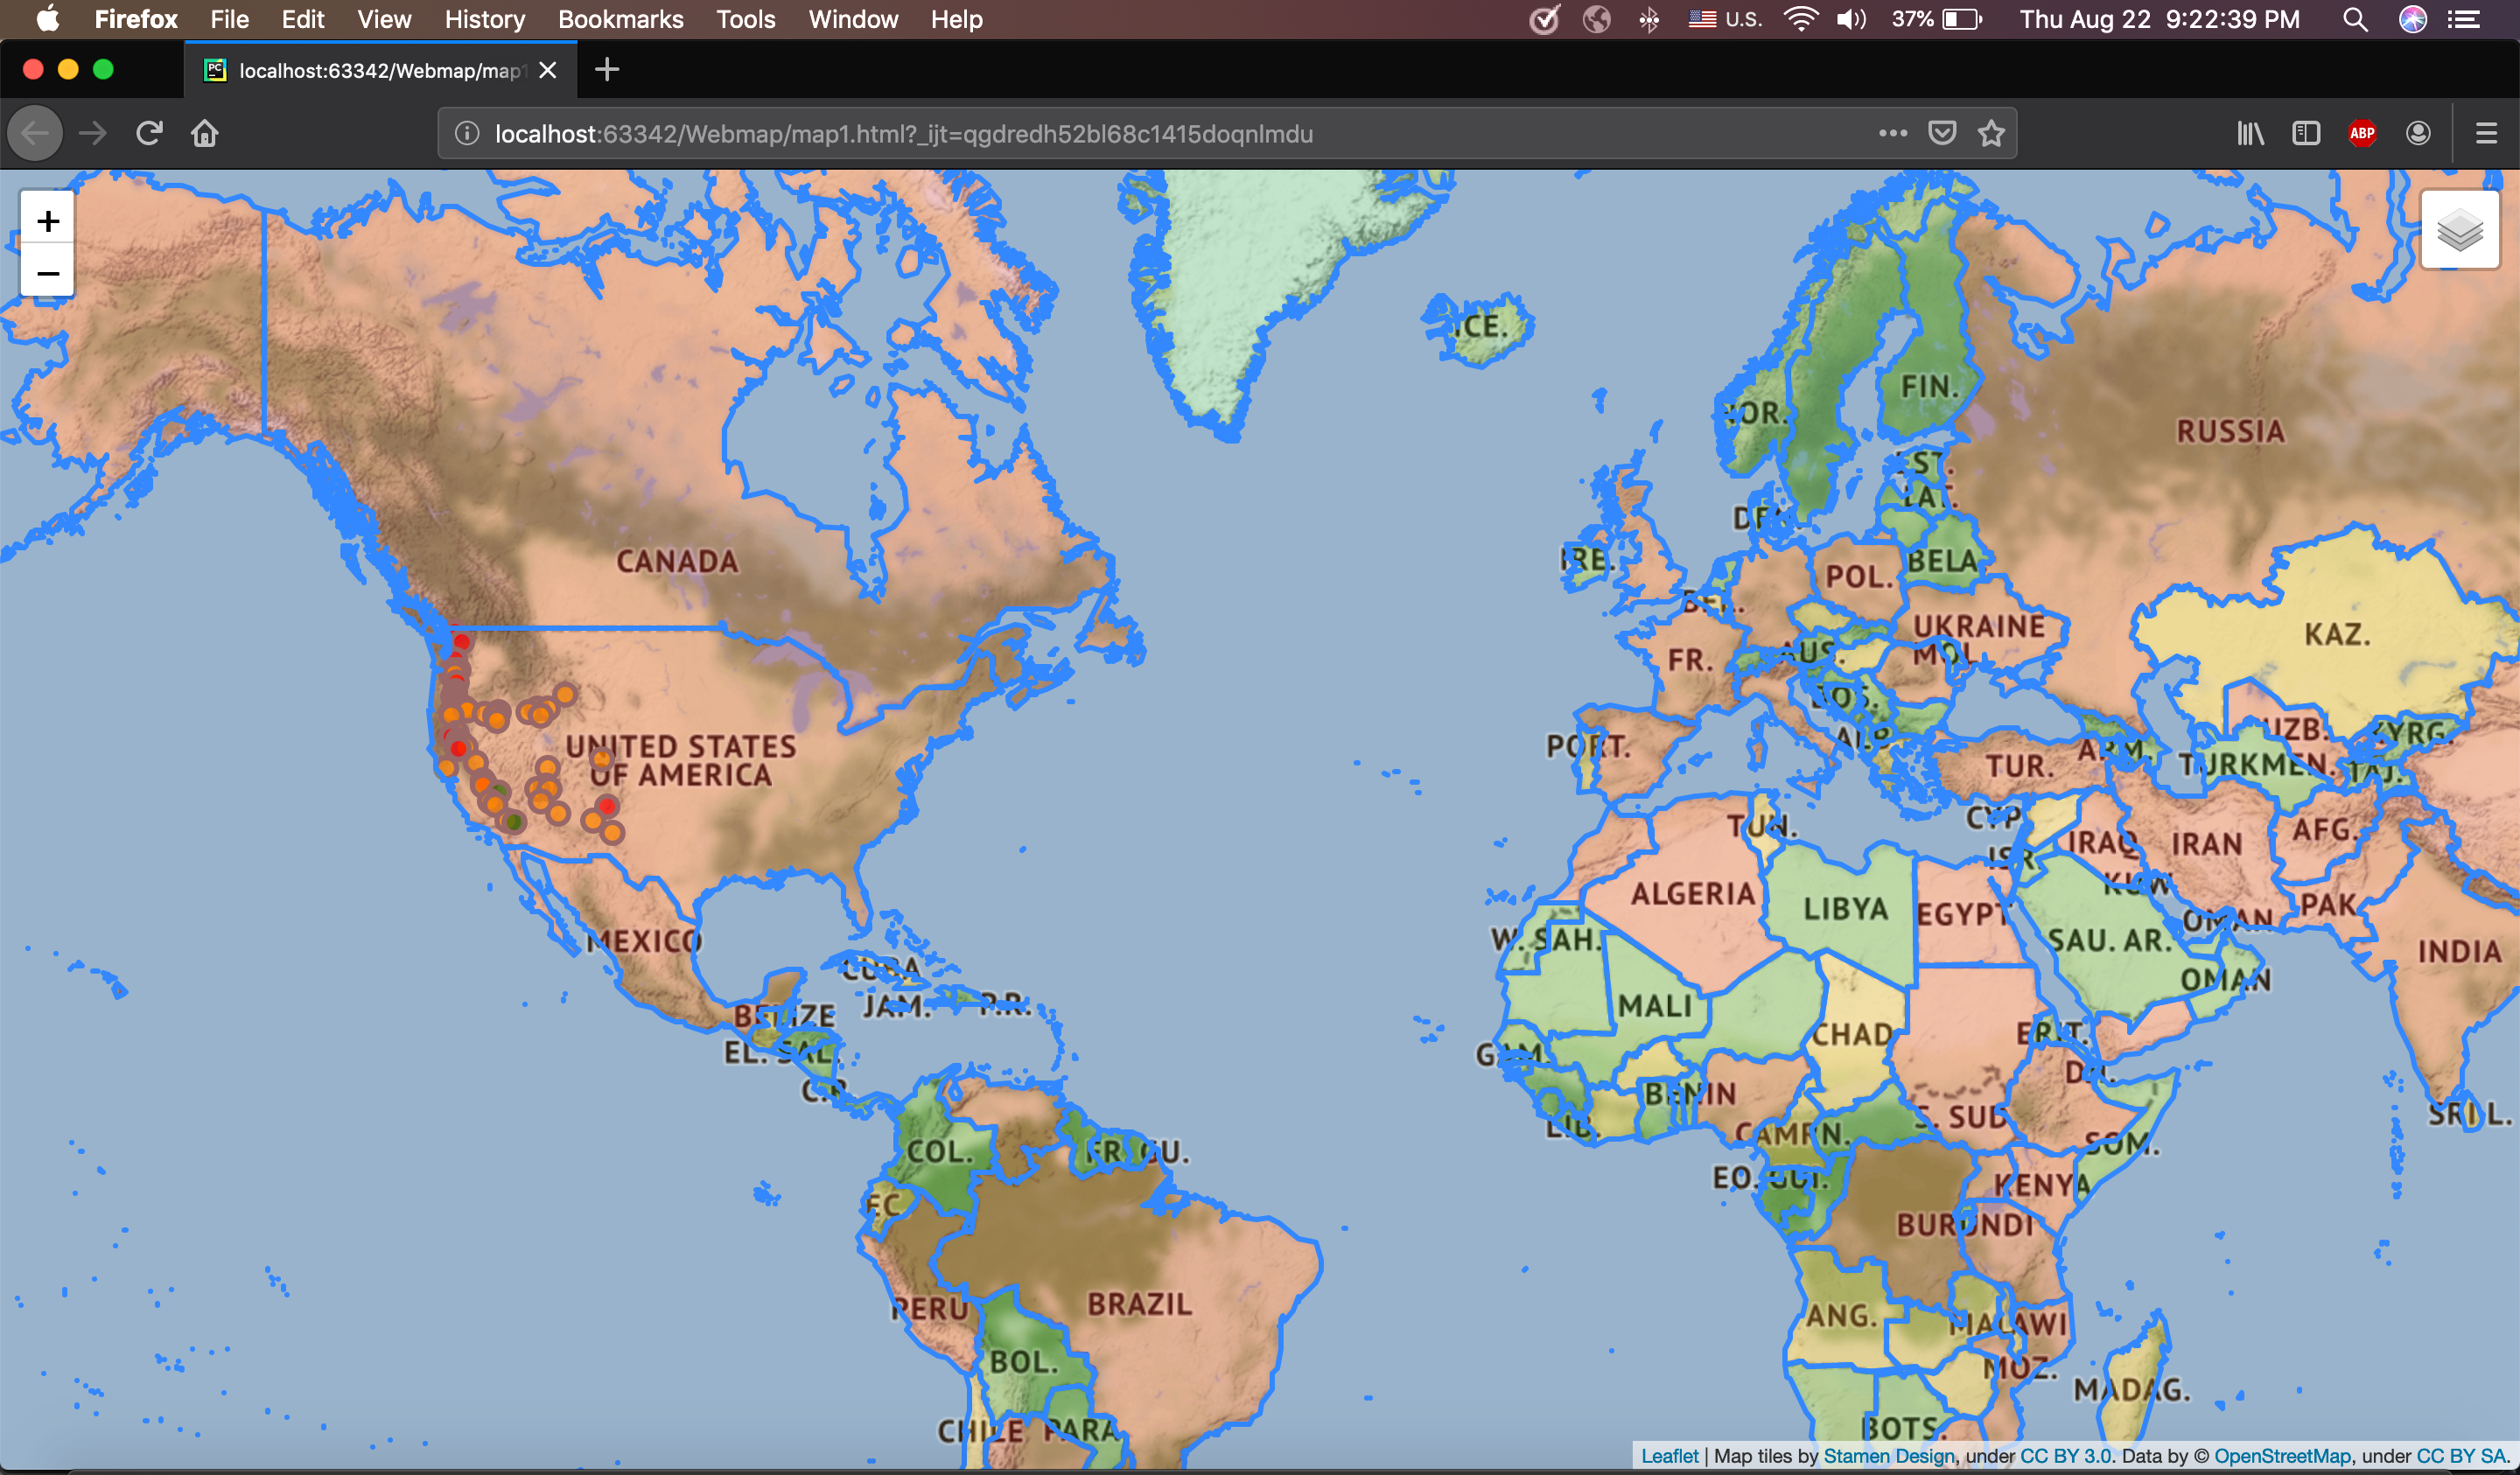 Firefox File Edit View History Bookmarks Tools Window Help U.S. 37% Thu Aug 22 9:22:39 PM
PC localhost:63342/Webmap/map1
localhost:63342/Webmap/map1.html?_ijt=qgdredh52bl68c1415doqnlmdu ABP
+
−
ICE.
FIN.
NOR.
RUSSIA
EST.
LAT.
DEN.
IRE.
CANADA
BELA
POL.
BEL.
UKRAINE
KAZ.
AUS.
MOL.
FR.
BOS.
UZB.
KYRG.
ALB.
PORT.
UNITED STATES
OF AMERICA
ARM.
TUR.
TURKMEN.
TAJ.
CYP.
TUN.
AFG.
IRAQ
IRAN
ISR.
KUW.
ALGERIA
LIBYA
EGYPT
PAK.
OMAN
W. SAH.
SAU. AR.
MEXICO
INDIA
CUBA
OMAN
JAM.
P.R.
MALI
BELIZE
CHAD
ERIT.
EL. SAL.
GAM.
DJI.
C.R.
BENIN
S. SUD
SRI L.
LIB.
CAMRN.
SOM.
COL.
FR. GU.
EQ. GUI.
KENYA
EC
BURUNDI
BRAZIL
PERU
ANG.
MALAWI
BOL.
MOZ.
MADAG.
CHILE
PARA
BOTS.
Leaflet | Map tiles by Stamen Design, under CC BY 3.0. Data by © OpenStreetMap, under CC BY SA.